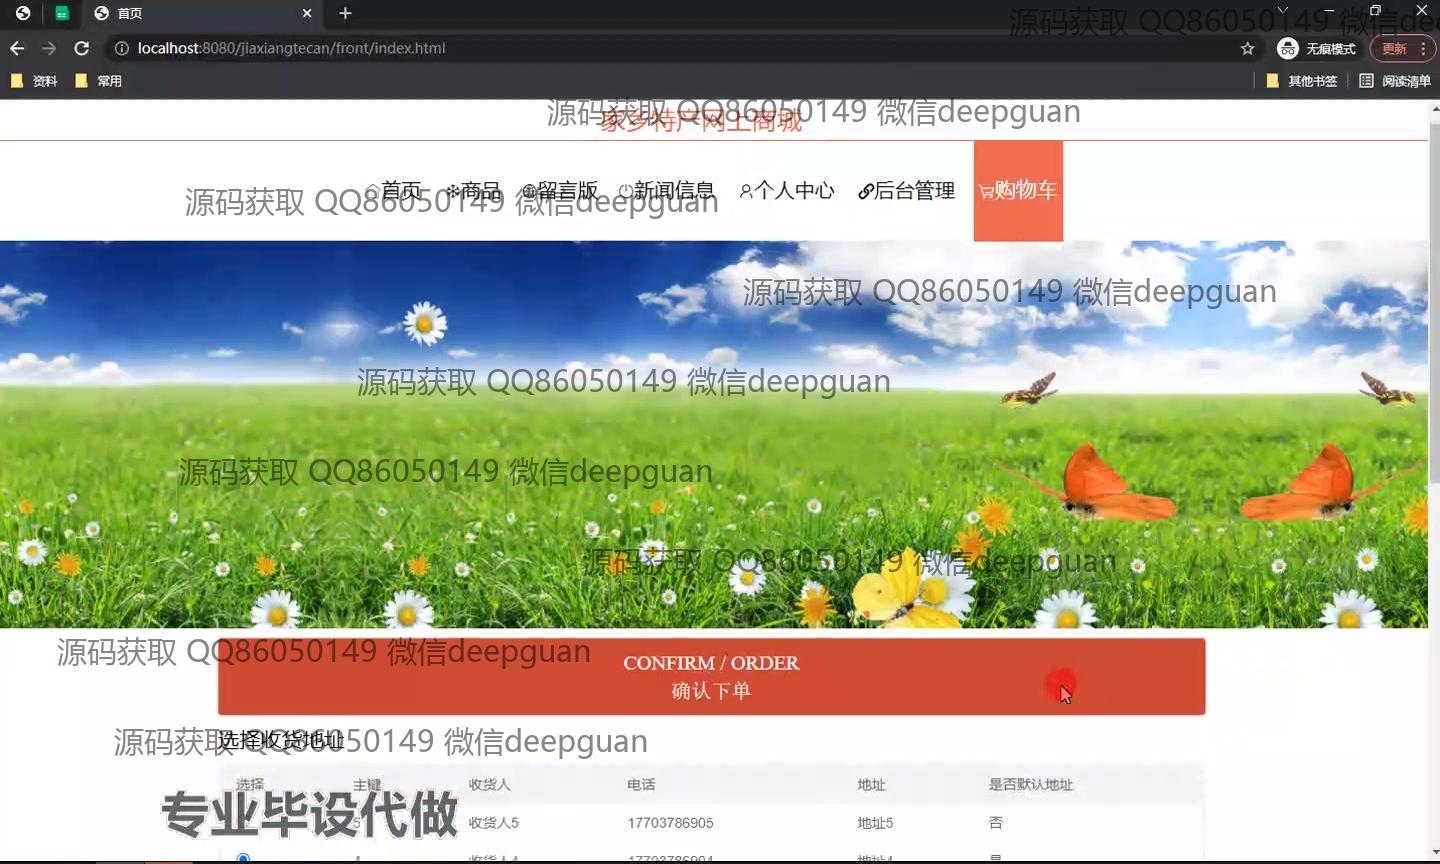 首页
源码获取 QQ86050149 微信deepguan
localhost:8080/jiaxiangtecan/front/index.html
无痕模式
更新
资料
常用
其他书签
阅读清单
源码获取 QQ86050149 微信deepguan
家乡特产网上商城
首页 商品 留言版 新闻信息 个人中心 后台管理 购物车
源码获取 QQ86050149 微信deepguan
源码获取 QQ86050149 微信deepguan
源码获取 QQ86050149 微信deepguan
源码获取 QQ86050149 微信deepguan
源码获取 QQ86050149 微信deepguan
源码获取 QQ86050149 微信deepguan
CONFIRM / ORDER
确认下单
源码获取 QQ86050149 微信deepguan
选择收货地址
选择 主键 收货人 电话 地址 是否默认地址
专业毕设代做
5 收货人5 17703786905 地址5 否
4 收货人4 17703786904 地址4 是